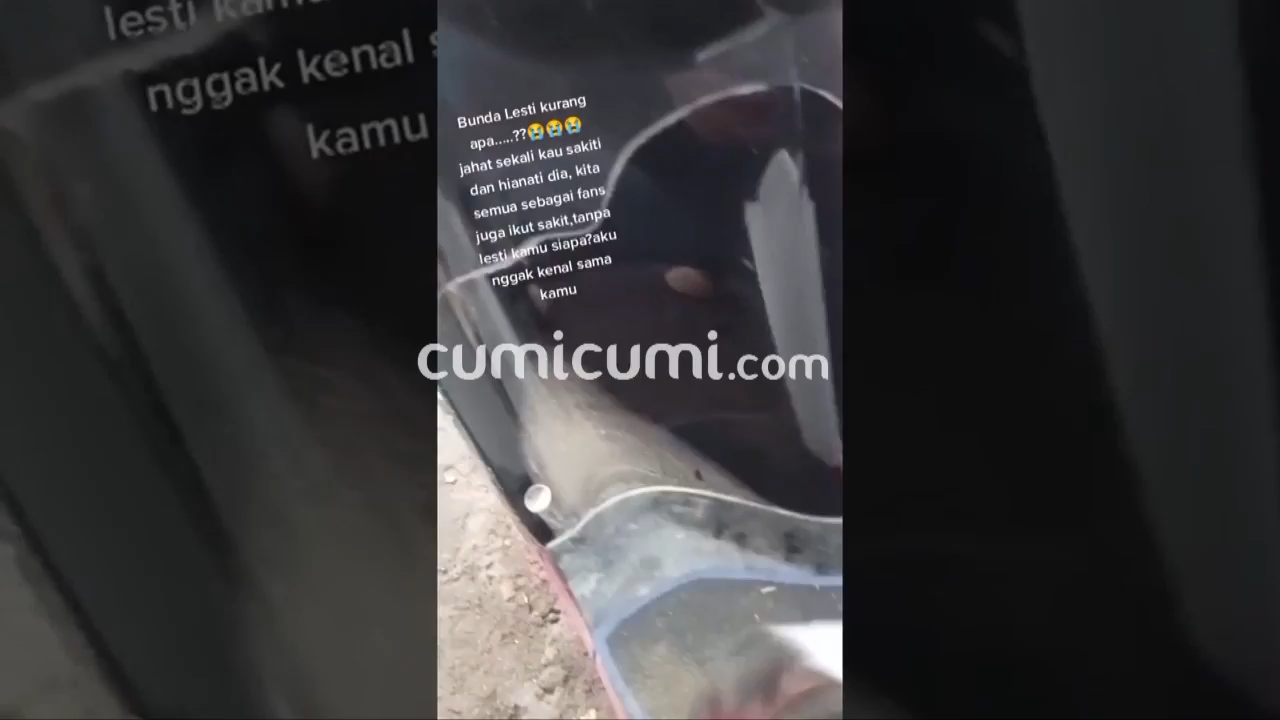 lesti
nggak kenal
kamu
Bunda Lesti kurang
apa.....??😭😭😭
jahat sekali kau sakiti
dan hianati dia, kita
semua sebagai fans
juga ikut sakit,tanpa
lesti kamu siapa?aku
nggak kenal sama
kamu
cumicumi.com